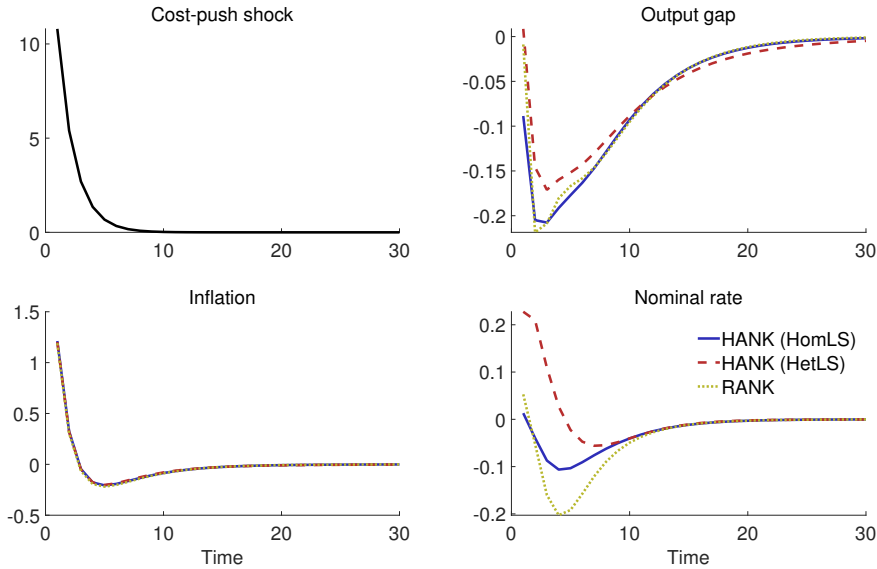 Cost-push shock
10
5
0
0 10 20 30
Output gap
0
-0.05
-0.1
-0.15
-0.2
0 10 20 30
Inflation
1.5
1
0.5
0
-0.5
0 10 20 30
Time
Nominal rate
0.2
0.1
0
-0.1
-0.2
HANK (HomLS)
HANK (HetLS)
RANK
0 10 20 30
Time